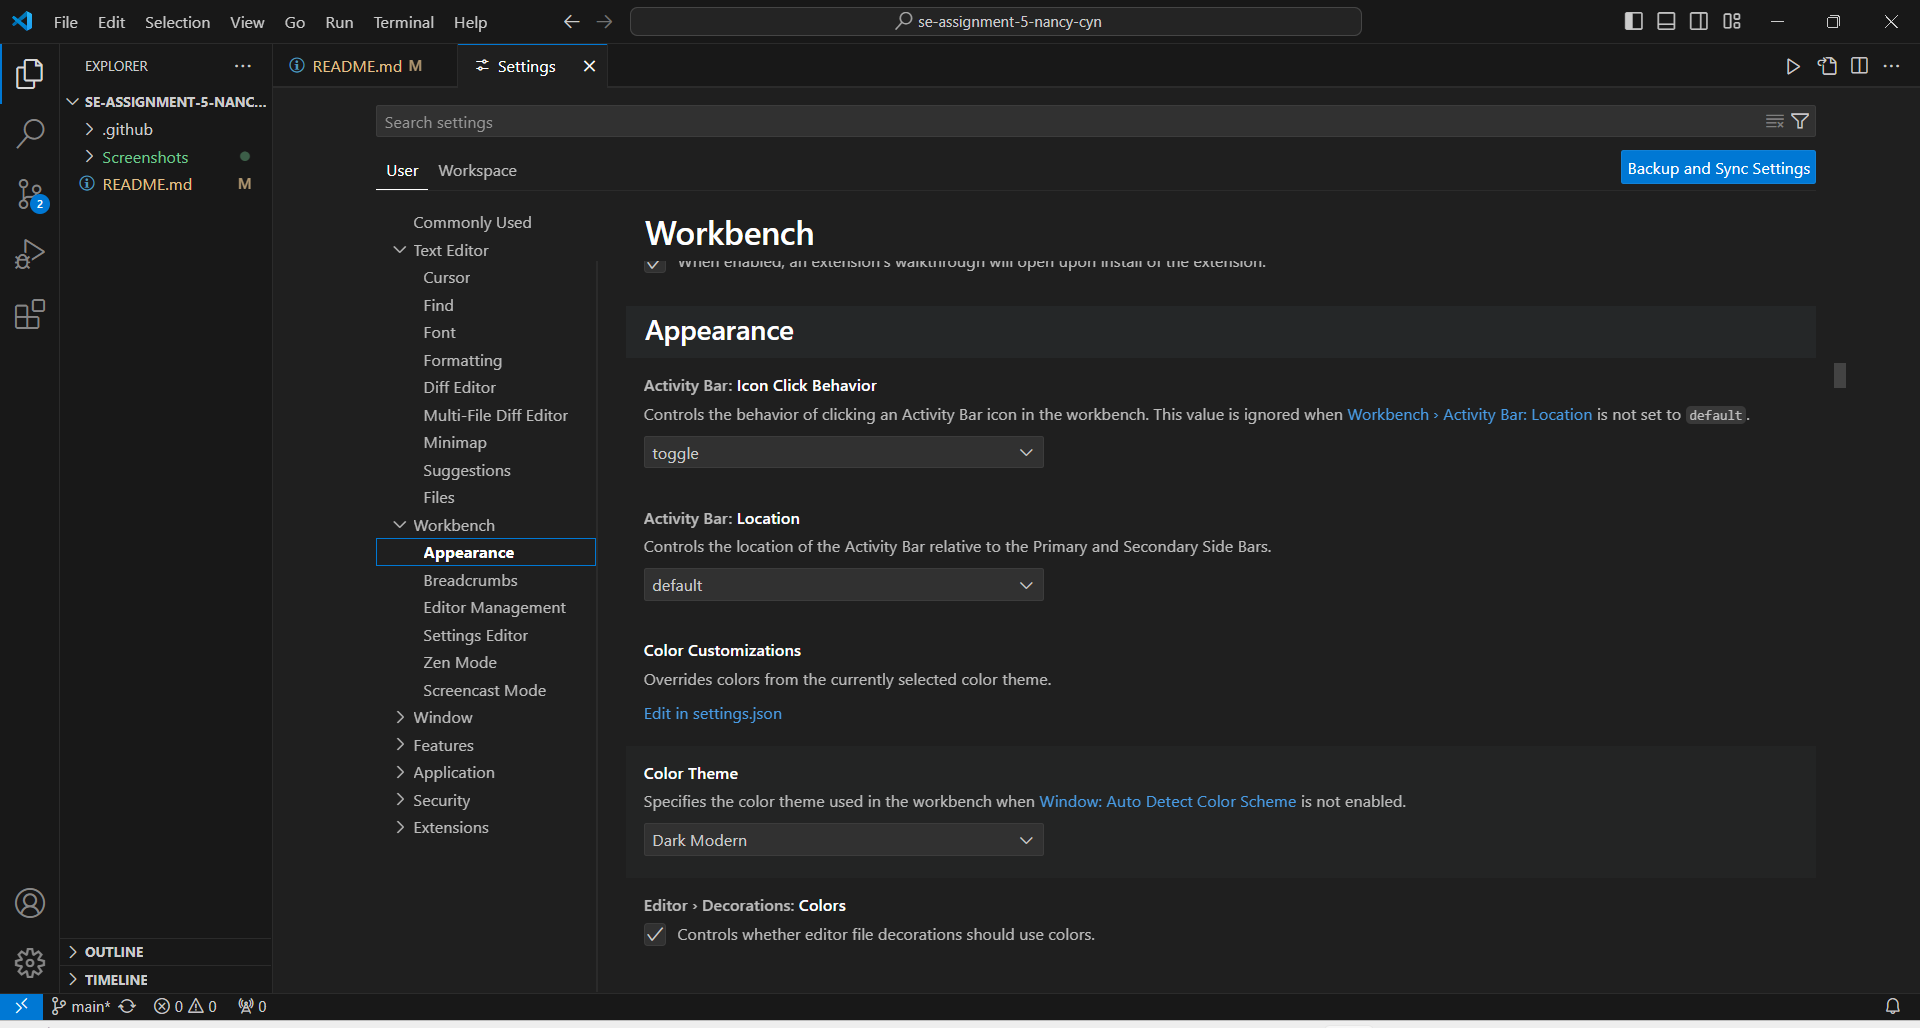 File Edit Selection View Go Run Terminal Help
se-assignment-5-nancy-cyn
EXPLORER
README.md M
Settings
SE-ASSIGNMENT-5-NANC...
.github
Screenshots
README.md M
2
Search settings
User Workspace
Backup and Sync Settings
Commonly Used
Text Editor
Cursor
Find
Font
Formatting
Diff Editor
Multi-File Diff Editor
Minimap
Suggestions
Files
Workbench
Appearance
Breadcrumbs
Editor Management
Settings Editor
Zen Mode
Screencast Mode
Window
Features
Application
Security
Extensions
Workbench
When enabled, an extension's walkthrough will open upon install of the extension.
Appearance
Activity Bar: Icon Click Behavior
Controls the behavior of clicking an Activity Bar icon in the workbench. This value is ignored when Workbench › Activity Bar: Location is not set to default.
toggle
Activity Bar: Location
Controls the location of the Activity Bar relative to the Primary and Secondary Side Bars.
default
Color Customizations
Overrides colors from the currently selected color theme.
Edit in settings.json
Color Theme
Specifies the color theme used in the workbench when Window: Auto Detect Color Scheme is not enabled.
Dark Modern
Editor › Decorations: Colors
Controls whether editor file decorations should use colors.
OUTLINE
TIMELINE
main* 0 0 0